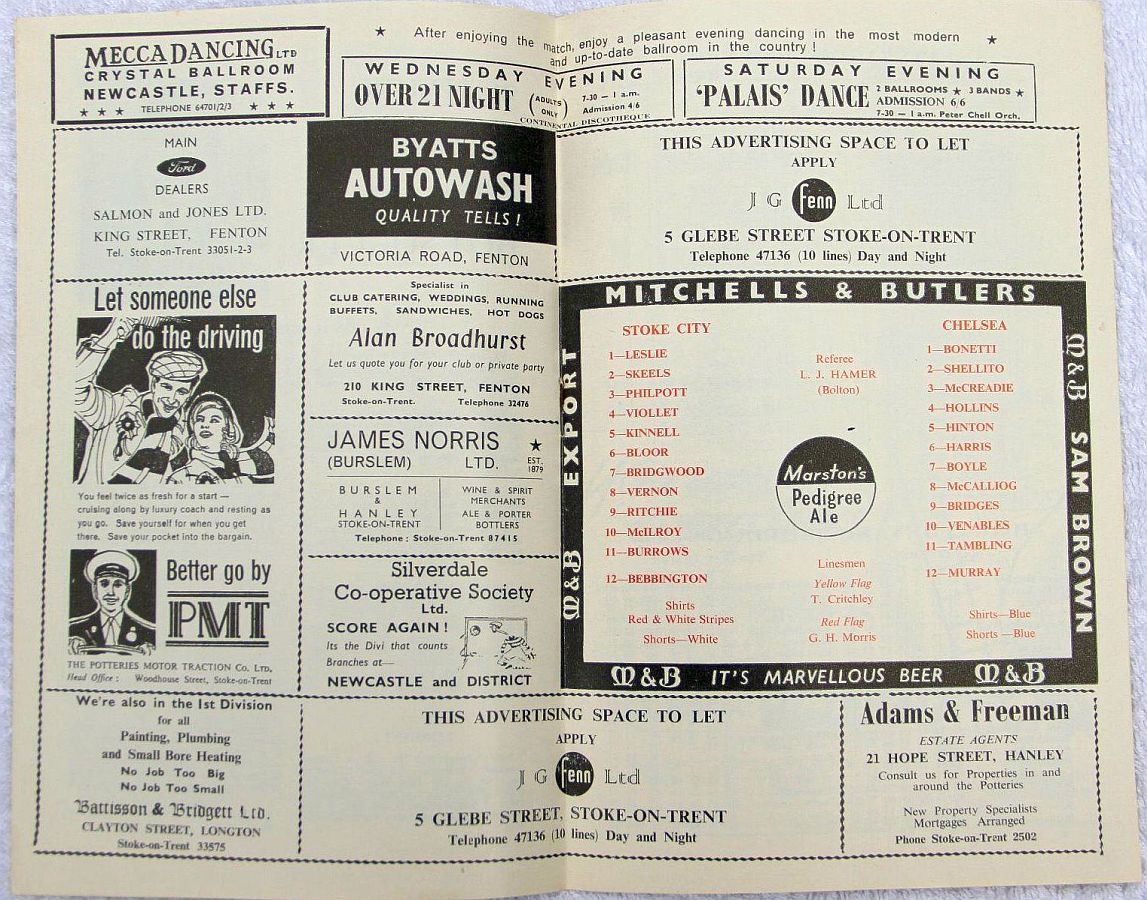 MECCA DANCING LTD
CRYSTAL BALLROOM
NEWCASTLE, STAFFS.
★ ★ ★ TELEPHONE 64701/2/3 ★ ★ ★
★ After enjoying the match, enjoy a pleasant evening dancing in the most modern ★
and up-to-date ballroom in the country !
WEDNESDAY EVENING
OVER 21 NIGHT (ADULTS ONLY) 7-30 — 1 a.m.
Admission 4/6
CONTINENTAL DISCOTHEQUE
SATURDAY EVENING
'PALAIS' DANCE 2 BALLROOMS ★ 3 BANDS ★
ADMISSION 6/6
7-30 — 1 a.m. Peter Chell Orch.
MAIN
Ford
DEALERS
SALMON and JONES LTD.
KING STREET, FENTON
Tel. Stoke-on-Trent 33051-2-3
BYATTS
AUTOWASH
QUALITY TELLS !
VICTORIA ROAD, FENTON
THIS ADVERTISING SPACE TO LET
APPLY
J G fenn Ltd
5 GLEBE STREET STOKE-ON-TRENT
Telephone 47136 (10 lines) Day and Night
Let someone else
do the driving
You feel twice as fresh for a start —
cruising along by luxury coach and resting as
you go. Save yourself for when you get
there. Save your pocket into the bargain.
Better go by
PMT
THE POTTERIES MOTOR TRACTION Co. LTD,
Head Office : Woodhouse Street, Stoke-on-Trent
Specialist in
CLUB CATERING, WEDDINGS, RUNNING
BUFFETS, SANDWICHES, HOT DOGS
Alan Broadhurst
Let us quote you for your club or private party
210 KING STREET, FENTON
Stoke-on-Trent. Telephone 32476
JAMES NORRIS ★
(BURSLEM) LTD. EST. 1879
BURSLEM
&
HANLEY
STOKE-ON-TRENT
WINE & SPIRIT
MERCHANTS
ALE & PORTER
BOTTLERS
Telephone : Stoke-on-Trent 87415
Silverdale
Co-operative Society
Ltd.
SCORE AGAIN !
Its the Divi that counts
Branches at—
NEWCASTLE and DISTRICT
MITCHELLS & BUTLERS
M&B EXPORT
STOKE CITY
1—LESLIE
2—SKEELS
3—PHILPOTT
4—VIOLLET
5—KINNELL
6—BLOOR
7—BRIDGWOOD
8—VERNON
9—RITCHIE
10—McILROY
11—BURROWS
12—BEBBINGTON
Shirts
Red & White Stripes
Shorts—White
Referee
L. J. HAMER
(Bolton)
Marston's
Pedigree
Ale
Linesmen
Yellow Flag
T. Critchley
Red Flag
G. H. Morris
CHELSEA
1—BONETTI
2—SHELLITO
3—McCREADIE
4—HOLLINS
5—HINTON
6—HARRIS
7—BOYLE
8—McCALLIOG
9—BRIDGES
10—VENABLES
11—TAMBLING
12—MURRAY
Shirts—Blue
Shorts —Blue
M&B SAM BROWN
M&B IT'S MARVELLOUS BEER M&B
We're also in the 1st Division
for all
Painting, Plumbing
and Small Bore Heating
No Job Too Big
No Job Too Small
Battisson & Bridgett Ltd.
CLAYTON STREET, LONGTON
Stoke-on-Trent 33575
THIS ADVERTISING SPACE TO LET
APPLY
J G fenn Ltd
5 GLEBE STREET, STOKE-ON-TRENT
Telephone 47136 (10 lines) Day and Night
Adams & Freeman
ESTATE AGENTS
21 HOPE STREET, HANLEY
Consult us for Properties in and
around the Potteries
New Property Specialists
Mortgages Arranged
Phone Stoke-on-Trent 2502